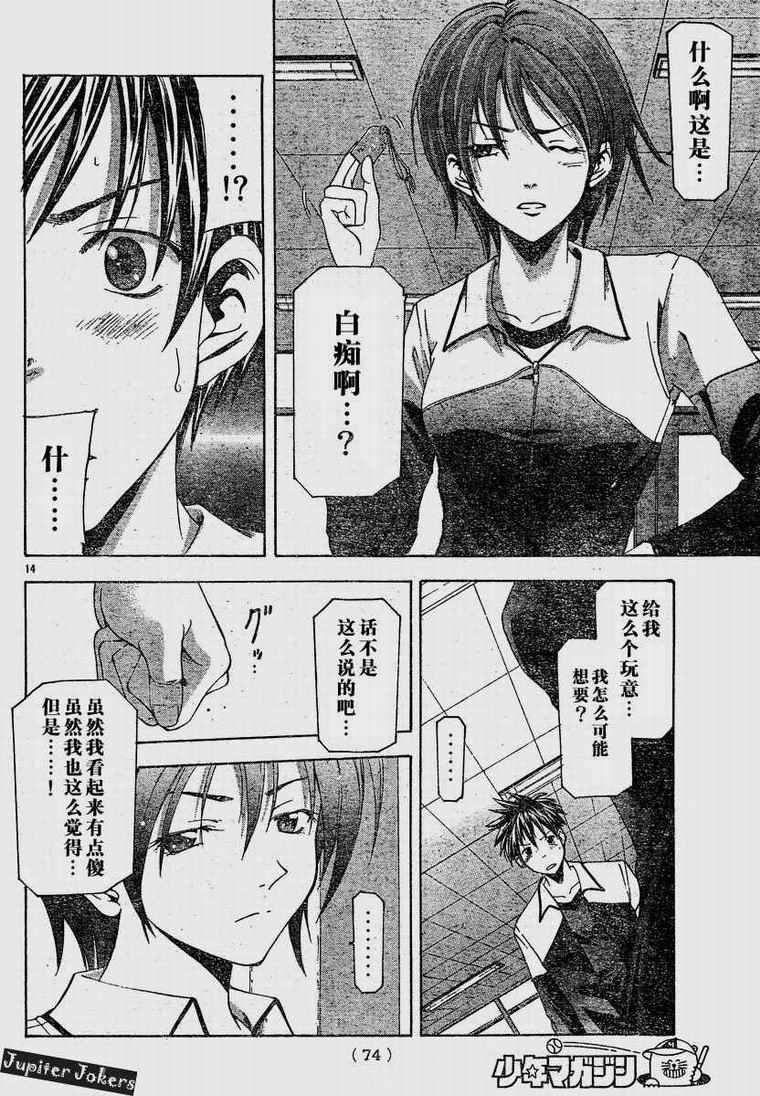 什么啊这是…
白痴啊…？
……!?
什……
14
给我
这么个玩意…
我怎么可能
想要？
……
话不是
这么说的吧…
グッ…
虽然我看起来有点傻
虽然我也这么觉得…
但是……！
………
(74)
Jupiter Jokers
少年マガジン